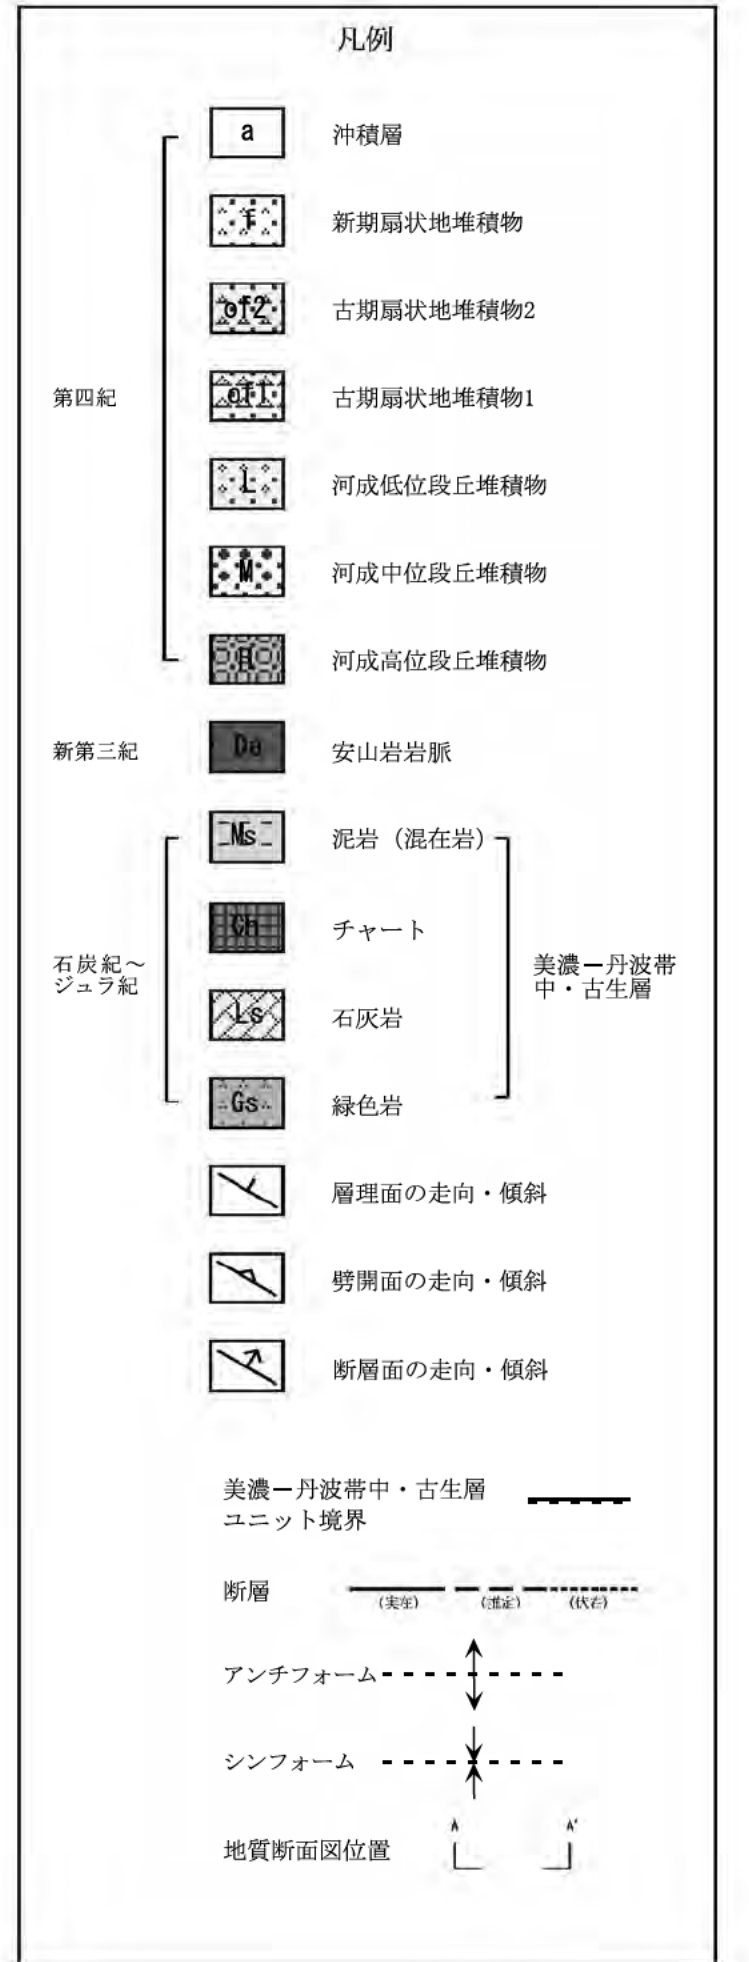 凡例
a 沖積層
f 新期扇状地堆積物
of2 古期扇状地堆積物2
第四紀
of1 古期扇状地堆積物1
L 河成低位段丘堆積物
M 河成中位段丘堆積物
H 河成高位段丘堆積物
新第三紀
Da 安山岩岩脈
Ms 泥岩（混在岩）
Ch チャート
石炭紀～
ジュラ紀
美濃ー丹波帯
中・古生層
Ls 石灰岩
Gs 緑色岩
層理面の走向・傾斜
劈開面の走向・傾斜
断層面の走向・傾斜
美濃ー丹波帯中・古生層
ユニット境界
断層
(実在) (推定) (伏在)
アンチフォーム
シンフォーム
A A'
地質断面図位置